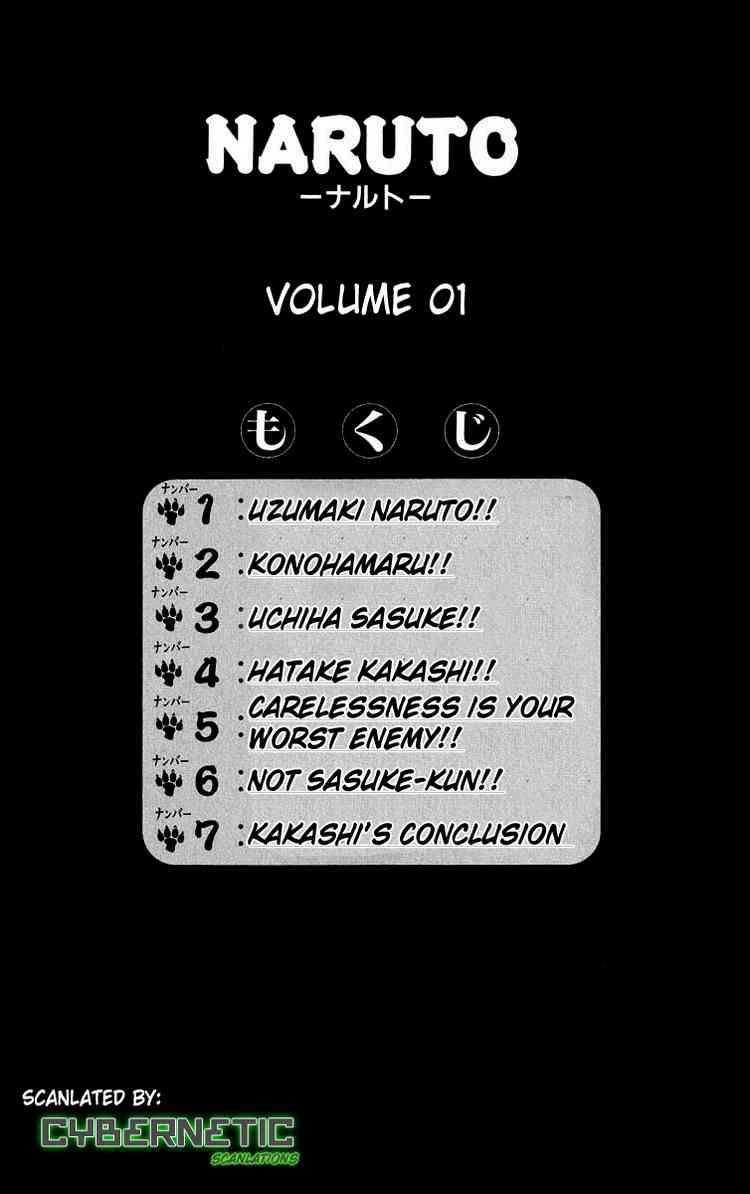 NARUTO
ーナルトー
VOLUME 01
もくじ
ナンバー
1 : UZUMAKI NARUTO!!
ナンバー
2 : KONOHAMARU!!
ナンバー
3 : UCHIHA SASUKE!!
ナンバー
4 : HATAKE KAKASHI!!
ナンバー
5 : CARELESSNESS IS YOUR
WORST ENEMY!!
ナンバー
6 : NOT SASUKE-KUN!!
ナンバー
7 : KAKASHI'S CONCLUSION
SCANLATED BY:
CYBERNETIC
SCANLATIONS